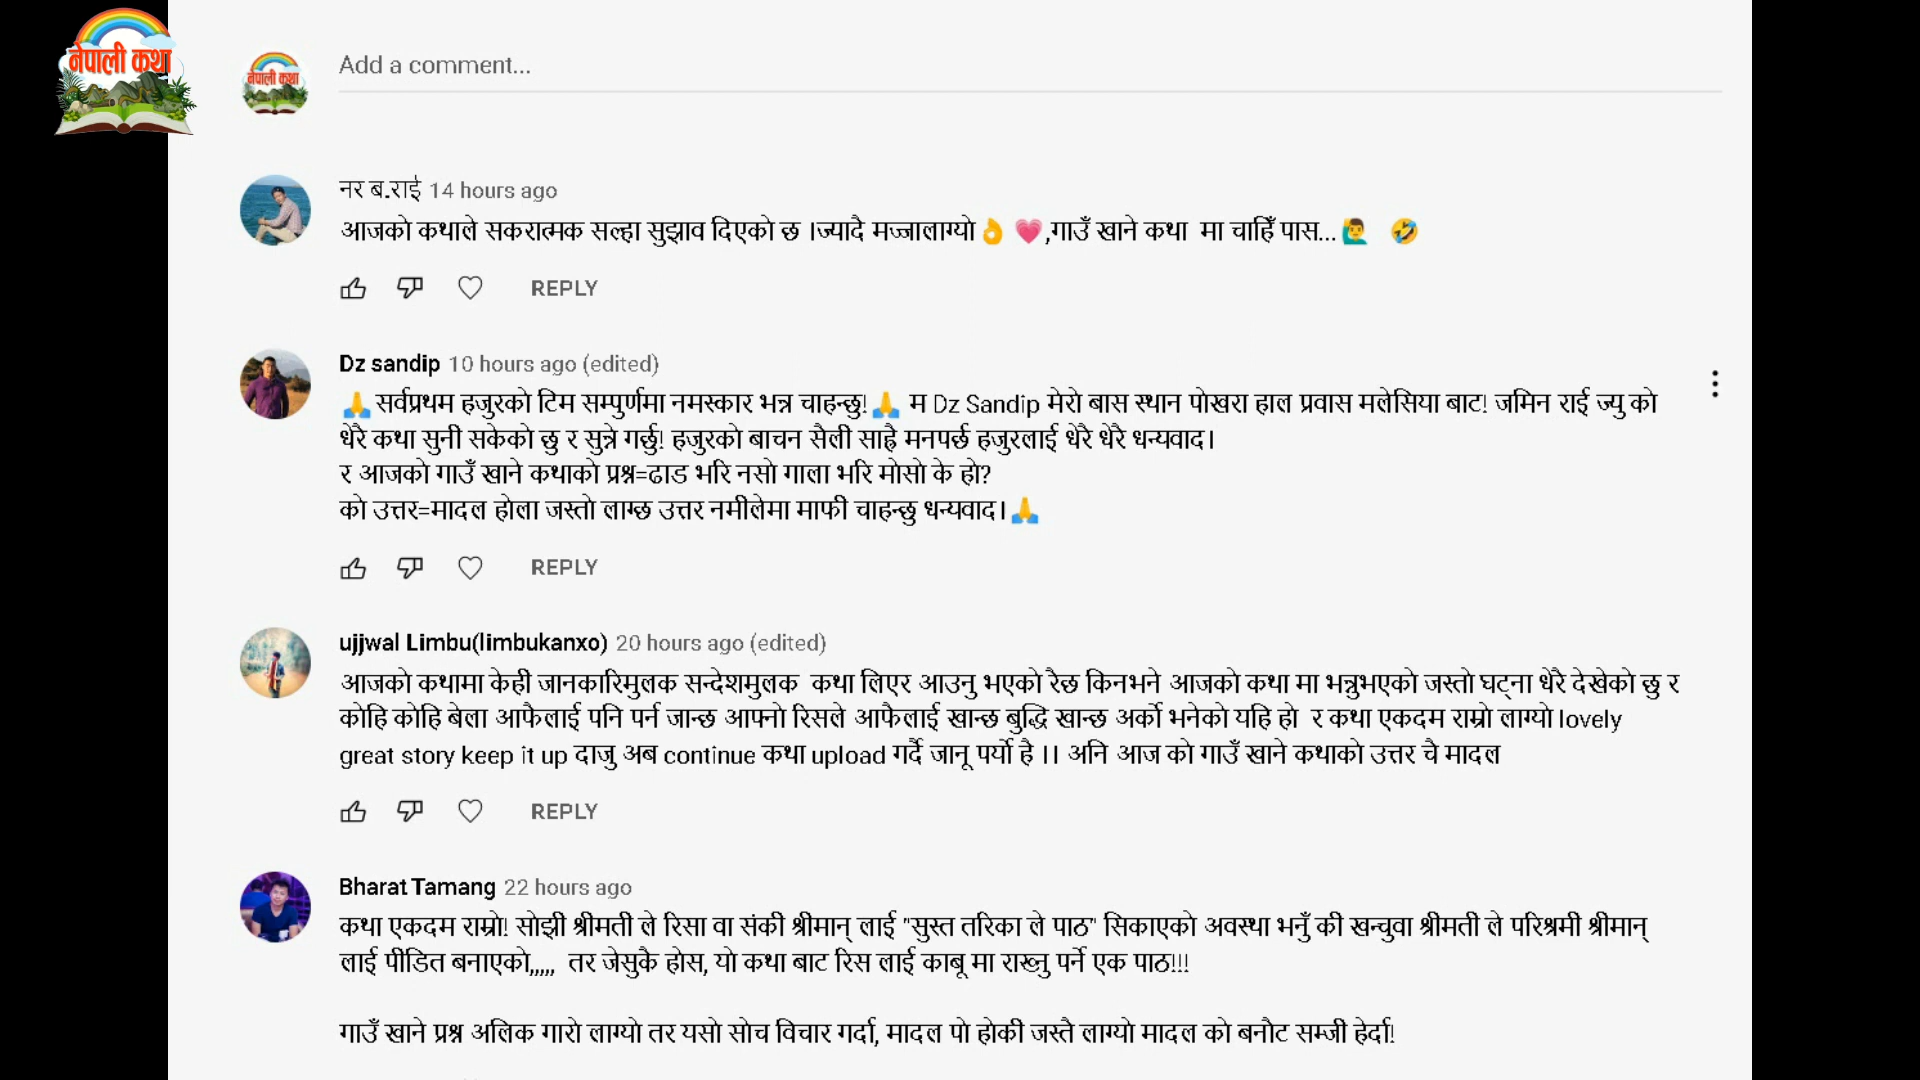 नेपाली कथा
नेपाली कथा
Add a comment...
नर ब.राई 14 hours ago
आजको कथाले सकरात्मक सल्हा सुझाव दिएको छ ।ज्यादै मज्जालाग्यो👌 💗,गाउँ खाने कथा मा चाहिँ पास...🙋‍♂️ 🤣
REPLY
Dz sandip 10 hours ago (edited)
🙏सर्वप्रथम हजुरको टिम सम्पुर्णमा नमस्कार भन्न चाहन्छु!🙏 म Dz Sandip मेरो बास स्थान पोखरा हाल प्रवास मलेसिया बाट! जमिन राई ज्यु को
धेरै कथा सुनी सकेको छु र सुन्ने गर्छु! हजुरको बाचन सैली साह्रै मनपर्छ हजुरलाई धेरै धेरै धन्यवाद।
र आजको गाउँ खाने कथाको प्रश्न=ढाड भरि नसो गाला भरि मोसो के हो?
को उत्तर=मादल होला जस्तो लाग्छ उत्तर नमीलेमा माफी चाहन्छु धन्यवाद।🙏
REPLY
ujjwal Limbu(limbukanxo) 20 hours ago (edited)
आजको कथामा केही जानकारिमुलक सन्देशमुलक कथा लिएर आउनु भएको रैछ किनभने आजको कथा मा भन्नुभएको जस्तो घट्ना धेरै देखेको छु र
कोहि कोहि बेला आफैलाई पनि पर्न जान्छ आफ्नो रिसले आफैलाई खान्छ बुद्धि खान्छ अर्को भनेको यहि हो र कथा एकदम राम्रो लाग्यो lovely
great story keep it up दाजु अब continue कथा upload गर्दै जानू पर्यो है ।। अनि आज को गाउँ खाने कथाको उत्तर चै मादल
REPLY
Bharat Tamang 22 hours ago
कथा एकदम राम्रो! सोझी श्रीमती ले रिसा वा संकी श्रीमान् लाई "सुस्त तरिका ले पाठ" सिकाएको अवस्था भनुँ की खन्चुवा श्रीमती ले परिश्रमी श्रीमान्
लाई पीडित बनाएको,,,,, तर जेसुकै होस, यो कथा बाट रिस लाई काबू मा राख्नु पर्ने एक पाठ!!!
गाउँ खाने प्रश्न अलिक गारो लाग्यो तर यसो सोच विचार गर्दा, मादल पो होकी जस्तै लाग्यो मादल को बनौट सम्जी हेर्दा!